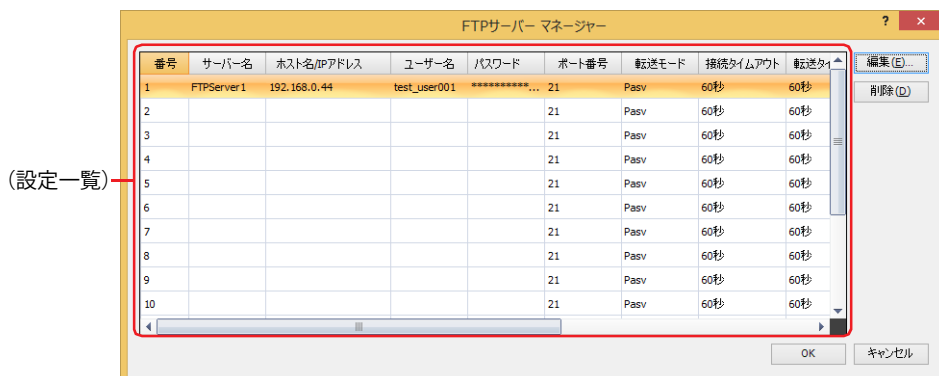 FTPサーバー マネージャー
? ×
番号 サーバー名 ホスト名/IPアドレス ユーザー名 パスワード ポート番号 転送モード 接続タイムアウト 転送タイ
1 FTPServer1 192.168.0.44 test_user001 **********... 21 Pasv 60秒 60秒
2 21 Pasv 60秒 60秒
3 21 Pasv 60秒 60秒
4 21 Pasv 60秒 60秒
5 21 Pasv 60秒 60秒
6 21 Pasv 60秒 60秒
7 21 Pasv 60秒 60秒
8 21 Pasv 60秒 60秒
9 21 Pasv 60秒 60秒
10 21 Pasv 60秒 60秒
編集(E)...
削除(D)
(設定一覧)
OK キャンセル